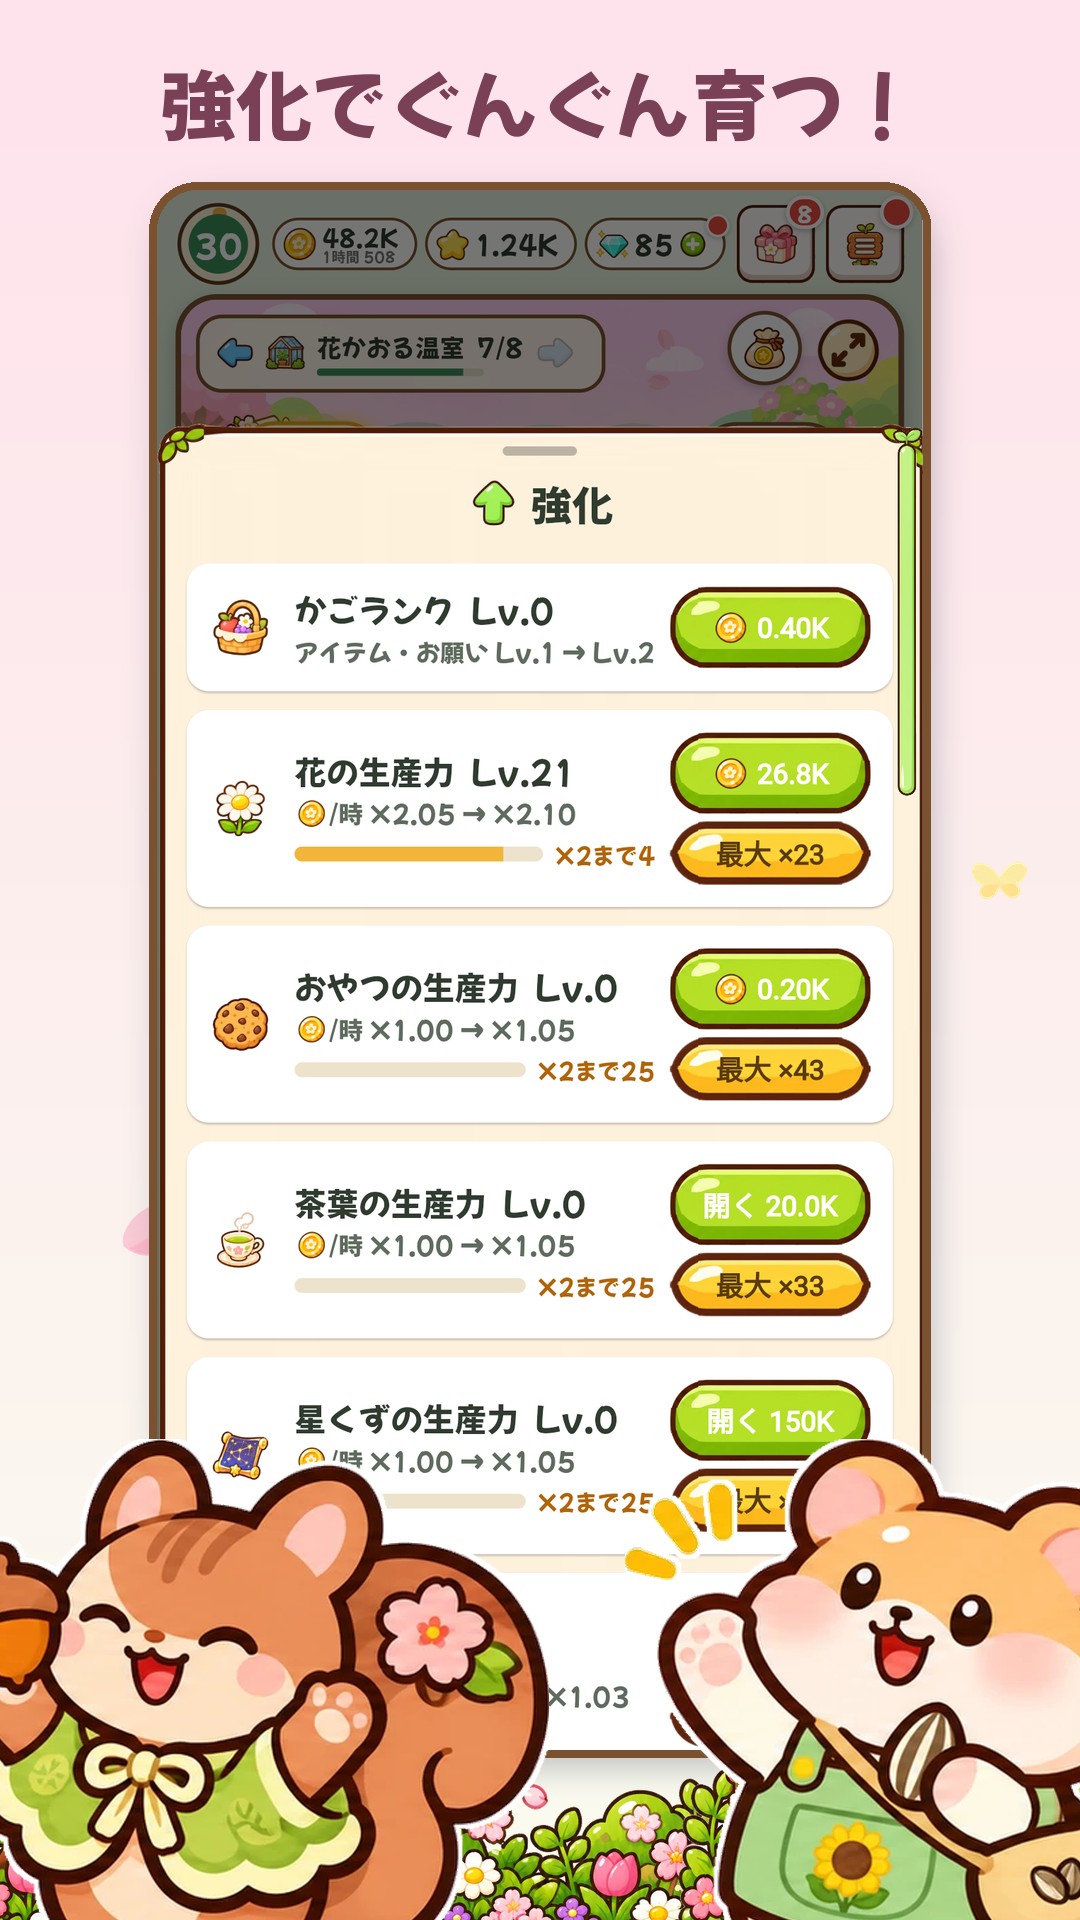 強化でぐんぐん育つ！
30
48.2K
1時間 508
1.24K
85
8
花かおる温室 7/8
強化
かごランク Lv.0
アイテム・お願い Lv.1 → Lv.2
0.40K
花の生産力 Lv.21
/時 ×2.05 → ×2.10
×2まで4
26.8K
最大 ×23
おやつの生産力 Lv.0
/時 ×1.00 → ×1.05
×2まで25
0.20K
最大 ×43
茶葉の生産力 Lv.0
/時 ×1.00 → ×1.05
×2まで25
開く 20.0K
最大 ×33
星くずの生産力 Lv.0
/時 ×1.00 → ×1.05
×2まで25
開く 150K
最大 ×
×1.03